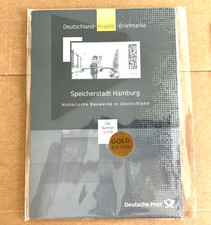 Deutschland-Krypto-Briefmarke
Speicherstadt Hamburg
Historische Bauwerke in Deutschland
GOLD
EDITION
Deutsche Post